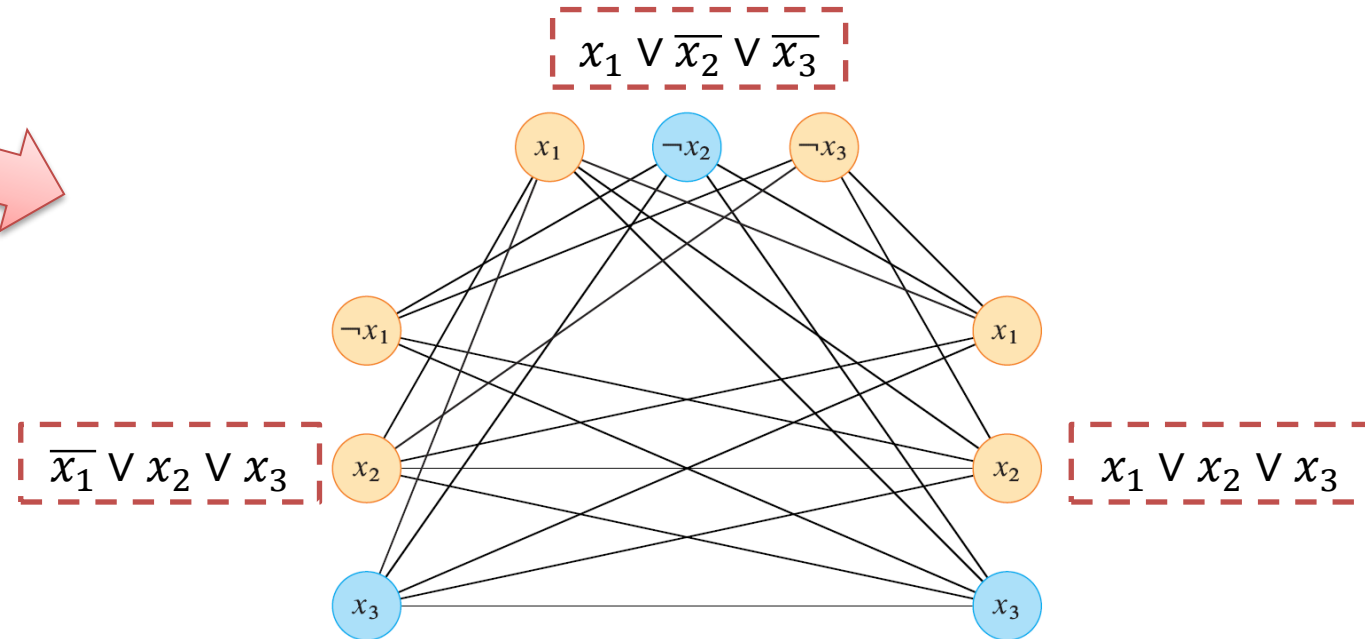 x₁ ∨ x̅₂ ∨ x̅₃
x₁ ¬x₂ ¬x₃
¬x₁ x₁
x̅₁ ∨ x₂ ∨ x₃ x₂ x₂ x₁ ∨ x₂ ∨ x₃
x₃ x₃